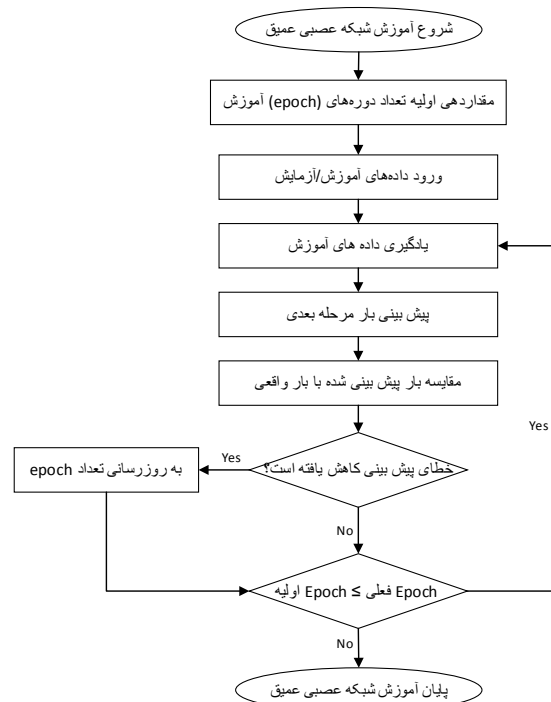 شروع آموزش شبکه عصبی عمیق
مقداردهی اولیه تعداد دوره‌های (epoch) آموزش
ورود داده‌های آموزش/آزمایش
یادگیری داده های آموزش
پیش بینی بار مرحله بعدی
مقایسه بار پیش بینی شده با بار واقعی
Yes
خطای پیش بینی کاهش یافته است؟
Yes
به روزرسانی تعداد epoch
No
Epoch فعلی ≤ Epoch اولیه
No
پایان آموزش شبکه عصبی عمیق